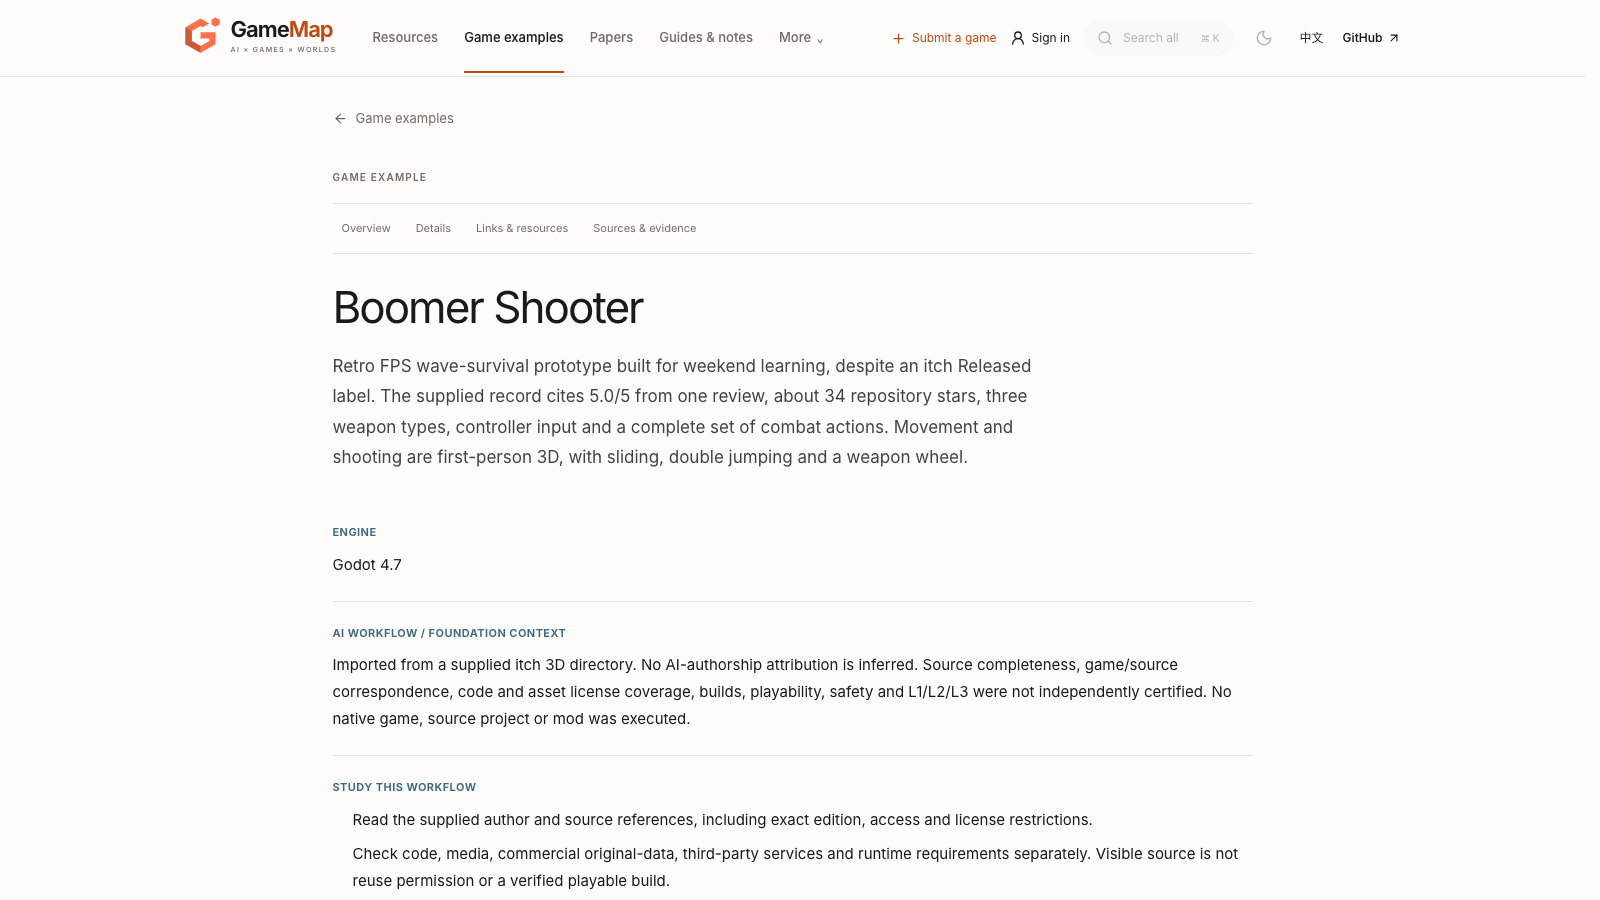 GameMap
AI × GAMES × WORLDS
Resources
Game examples
Papers
Guides & notes
More
Submit a game
Sign in
Search all
⌘ K
中文
GitHub
Game examples
GAME EXAMPLE
Overview
Details
Links & resources
Sources & evidence
Boomer Shooter
Retro FPS wave-survival prototype built for weekend learning, despite an itch Released
label. The supplied record cites 5.0/5 from one review, about 34 repository stars, three
weapon types, controller input and a complete set of combat actions. Movement and
shooting are first-person 3D, with sliding, double jumping and a weapon wheel.
ENGINE
Godot 4.7
AI WORKFLOW / FOUNDATION CONTEXT
Imported from a supplied itch 3D directory. No AI-authorship attribution is inferred. Source completeness, game/source
correspondence, code and asset license coverage, builds, playability, safety and L1/L2/L3 were not independently certified. No
native game, source project or mod was executed.
STUDY THIS WORKFLOW
Read the supplied author and source references, including exact edition, access and license restrictions.
Check code, media, commercial original-data, third-party services and runtime requirements separately. Visible source is not
reuse permission or a verified playable build.